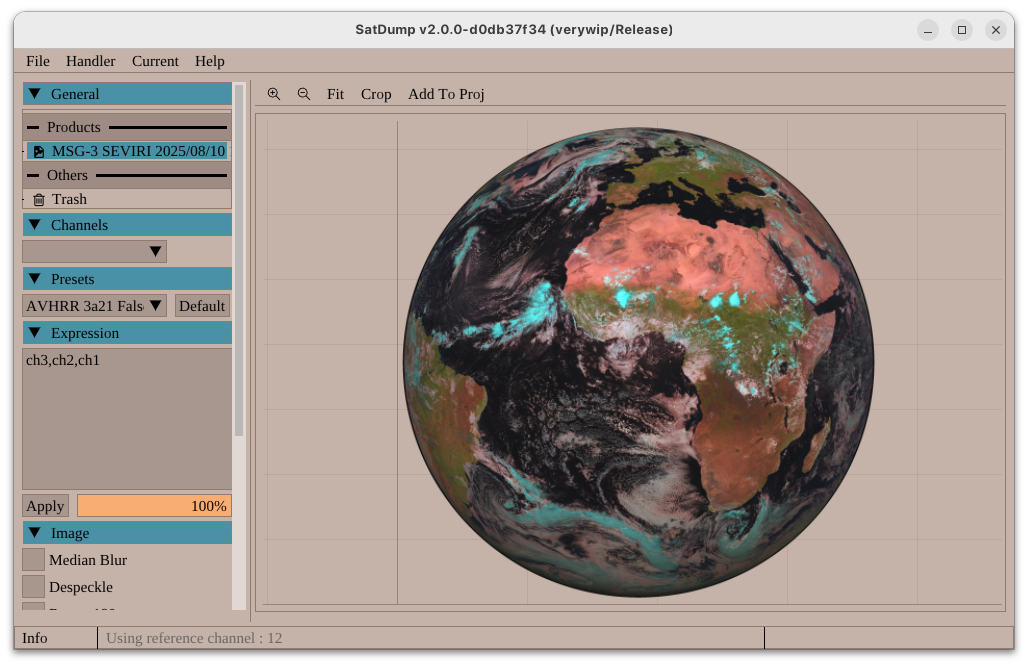 SatDump v2.0.0-d0db37f34 (verywip/Release)
File Handler Current Help
General
Products
MSG-3 SEVIRI 2025/08/10
Others
Trash
Channels
Presets
AVHRR 3a21 Fals
Default
Expression
ch3,ch2,ch1
Apply
100%
Image
Median Blur
Despeckle
Fit Crop Add To Proj
Info
Using reference channel : 12